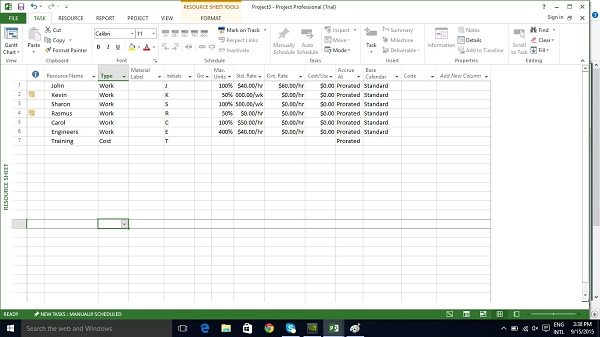 RESOURCE SHEET TOOLS Project3 - Project Professional (Trial)
FILE TASK RESOURCE REPORT PROJECT VIEW FORMAT Sign in
Gantt Chart Paste Cut Copy Format Painter Calibri 11 Mark on Track Respect Links Inactivate Manually Schedule Auto Schedule Inspect Move Mode Task Summary Milestone Deliverable Information Notes Details Add to Timeline Scroll to Task Find Clear Fill
View Clipboard Font Schedule Tasks Insert Properties Editing
Resource Name Type Material Label Initials Grc Max. Units Std. Rate Ovt. Rate Cost/Use Accrue At Base Calendar Code Add New Column
1 John Work J 100% $40.00/hr $60.00/hr $0.00 Prorated Standard
2 Kevin Work K 50% 000.00/wk $0.00/hr $0.00 Prorated Standard
3 Sharon Work S 100% 500.00/wk $0.00/hr $0.00 Prorated Standard
4 Rasmus Work R 50% $0.00/hr $0.00/hr $0.00 Prorated Standard
5 Carol Work C 100% $50.00/hr $0.00/hr $0.00 Prorated Standard
6 Engineers Work E 400% $40.00/hr $0.00/hr $0.00 Prorated Standard
7 Training Cost T Prorated
RESOURCE SHEET
READY NEW TASKS : MANUALLY SCHEDULED
Search the web and Windows
ENG INTL
3:30 PM
9/15/2015